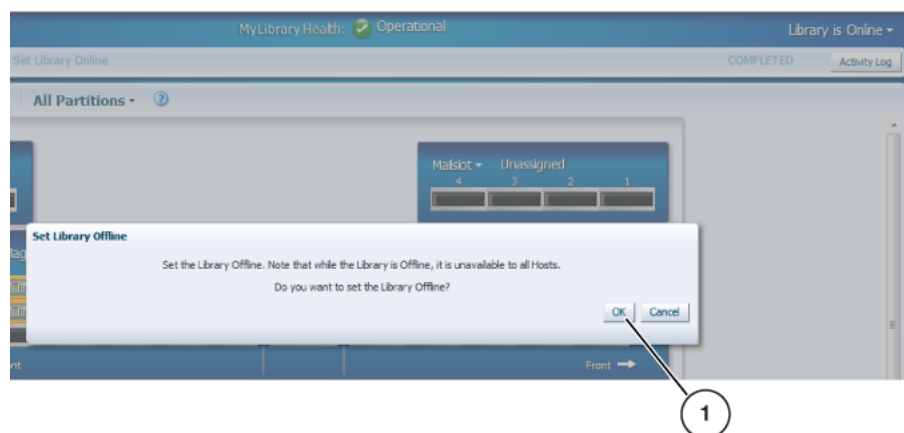 MyLibrary Health: Operational
Library is Online
Set Library Online
COMPLETED
Activity Log
All Partitions
?
Mailslot Unassigned
4 3 2 1
Set Library Offline
Mag
Set the Library Offline. Note that while the Library is Offline, it is unavailable to all Hosts.
Do you want to set the Library Offline?
OK Cancel
nt
Front
1